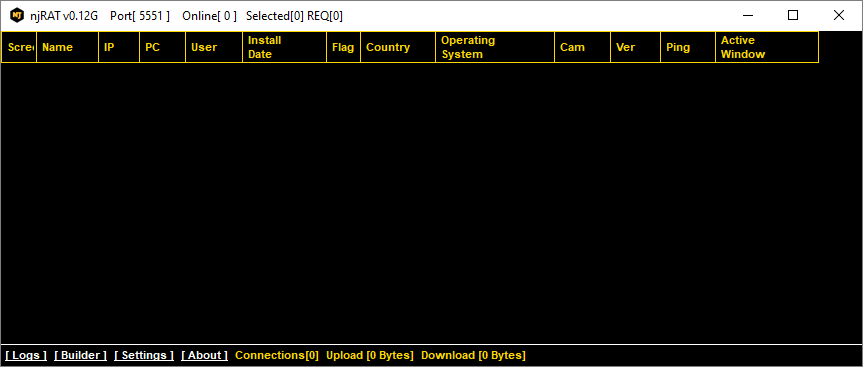 NJ njRAT v0.12G Port[ 5551 ] Online[ 0 ] Selected[0] REQ[0]
Scree Name IP PC User Install Date Flag Country Operating System Cam Ver Ping Active Window
[ Logs ] [ Builder ] [ Settings ] [ About ] Connections[0] Upload [0 Bytes] Download [0 Bytes]